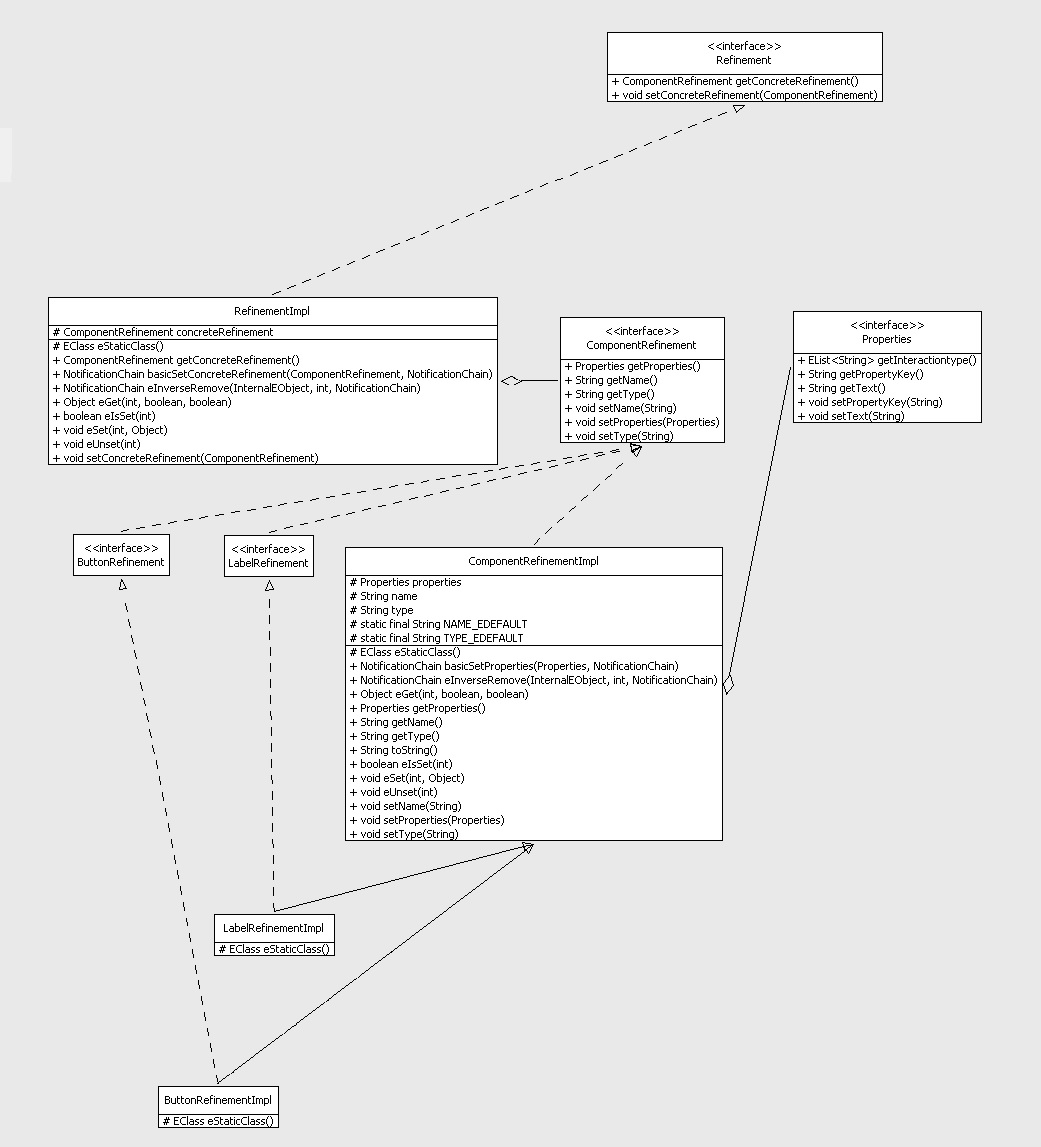 <<interface>>
Refinement
+ ComponentRefinement getConcreteRefinement()
+ void setConcreteRefinement(ComponentRefinement)
RefinementImpl
# ComponentRefinement concreteRefinement
# EClass eStaticClass()
+ ComponentRefinement getConcreteRefinement()
+ NotificationChain basicSetConcreteRefinement(ComponentRefinement, NotificationChain)
+ NotificationChain eInverseRemove(InternalEObject, int, NotificationChain)
+ Object eGet(int, boolean, boolean)
+ boolean eIsSet(int)
+ void eSet(int, Object)
+ void eUnset(int)
+ void setConcreteRefinement(ComponentRefinement)
<<interface>>
ComponentRefinement
+ Properties getProperties()
+ String getName()
+ String getType()
+ void setName(String)
+ void setProperties(Properties)
+ void setType(String)
<<interface>>
Properties
+ EList<String> getInteractiontype()
+ String getPropertyKey()
+ String getText()
+ void setPropertyKey(String)
+ void setText(String)
<<interface>>
ButtonRefinement
<<interface>>
LabelRefinement
ComponentRefinementImpl
# Properties properties
# String name
# String type
# static final String NAME_EDEFAULT
# static final String TYPE_EDEFAULT
# EClass eStaticClass()
+ NotificationChain basicSetProperties(Properties, NotificationChain)
+ NotificationChain eInverseRemove(InternalEObject, int, NotificationChain)
+ Object eGet(int, boolean, boolean)
+ Properties getProperties()
+ String getName()
+ String getType()
+ String toString()
+ boolean eIsSet(int)
+ void eSet(int, Object)
+ void eUnset(int)
+ void setName(String)
+ void setProperties(Properties)
+ void setType(String)
LabelRefinementImpl
# EClass eStaticClass()
ButtonRefinementImpl
# EClass eStaticClass()